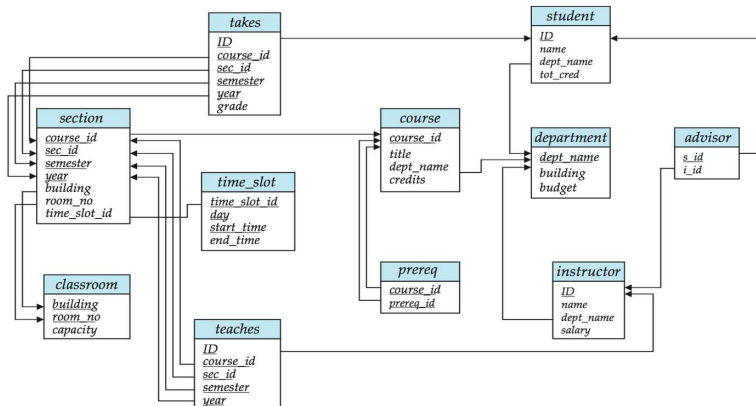 takes
ID
course_id
sec_id
semester
year
grade
student
ID
name
dept_name
tot_cred
section
course_id
sec_id
semester
year
building
room_no
time_slot_id
course
course_id
title
dept_name
credits
department
dept_name
building
budget
advisor
s_id
i_id
time_slot
time_slot_id
day
start_time
end_time
classroom
building
room_no
capacity
prereq
course_id
prereq_id
instructor
ID
name
dept_name
salary
teaches
ID
course_id
sec_id
semester
year